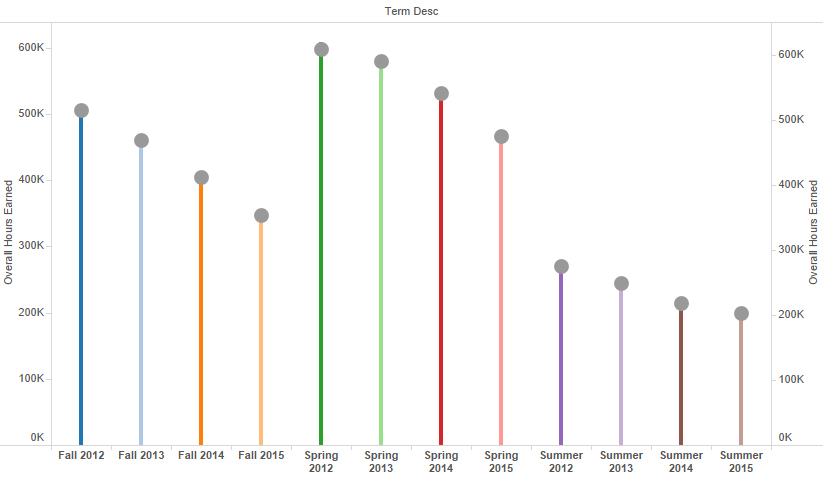 Term Desc
Overall Hours Earned
600K
500K
400K
300K
200K
100K
0K
600K
500K
400K
300K
200K
100K
0K
Overall Hours Earned
Fall 2012
Fall 2013
Fall 2014
Fall 2015
Spring
2012
Spring
2013
Spring
2014
Spring
2015
Summer
2012
Summer
2013
Summer
2014
Summer
2015